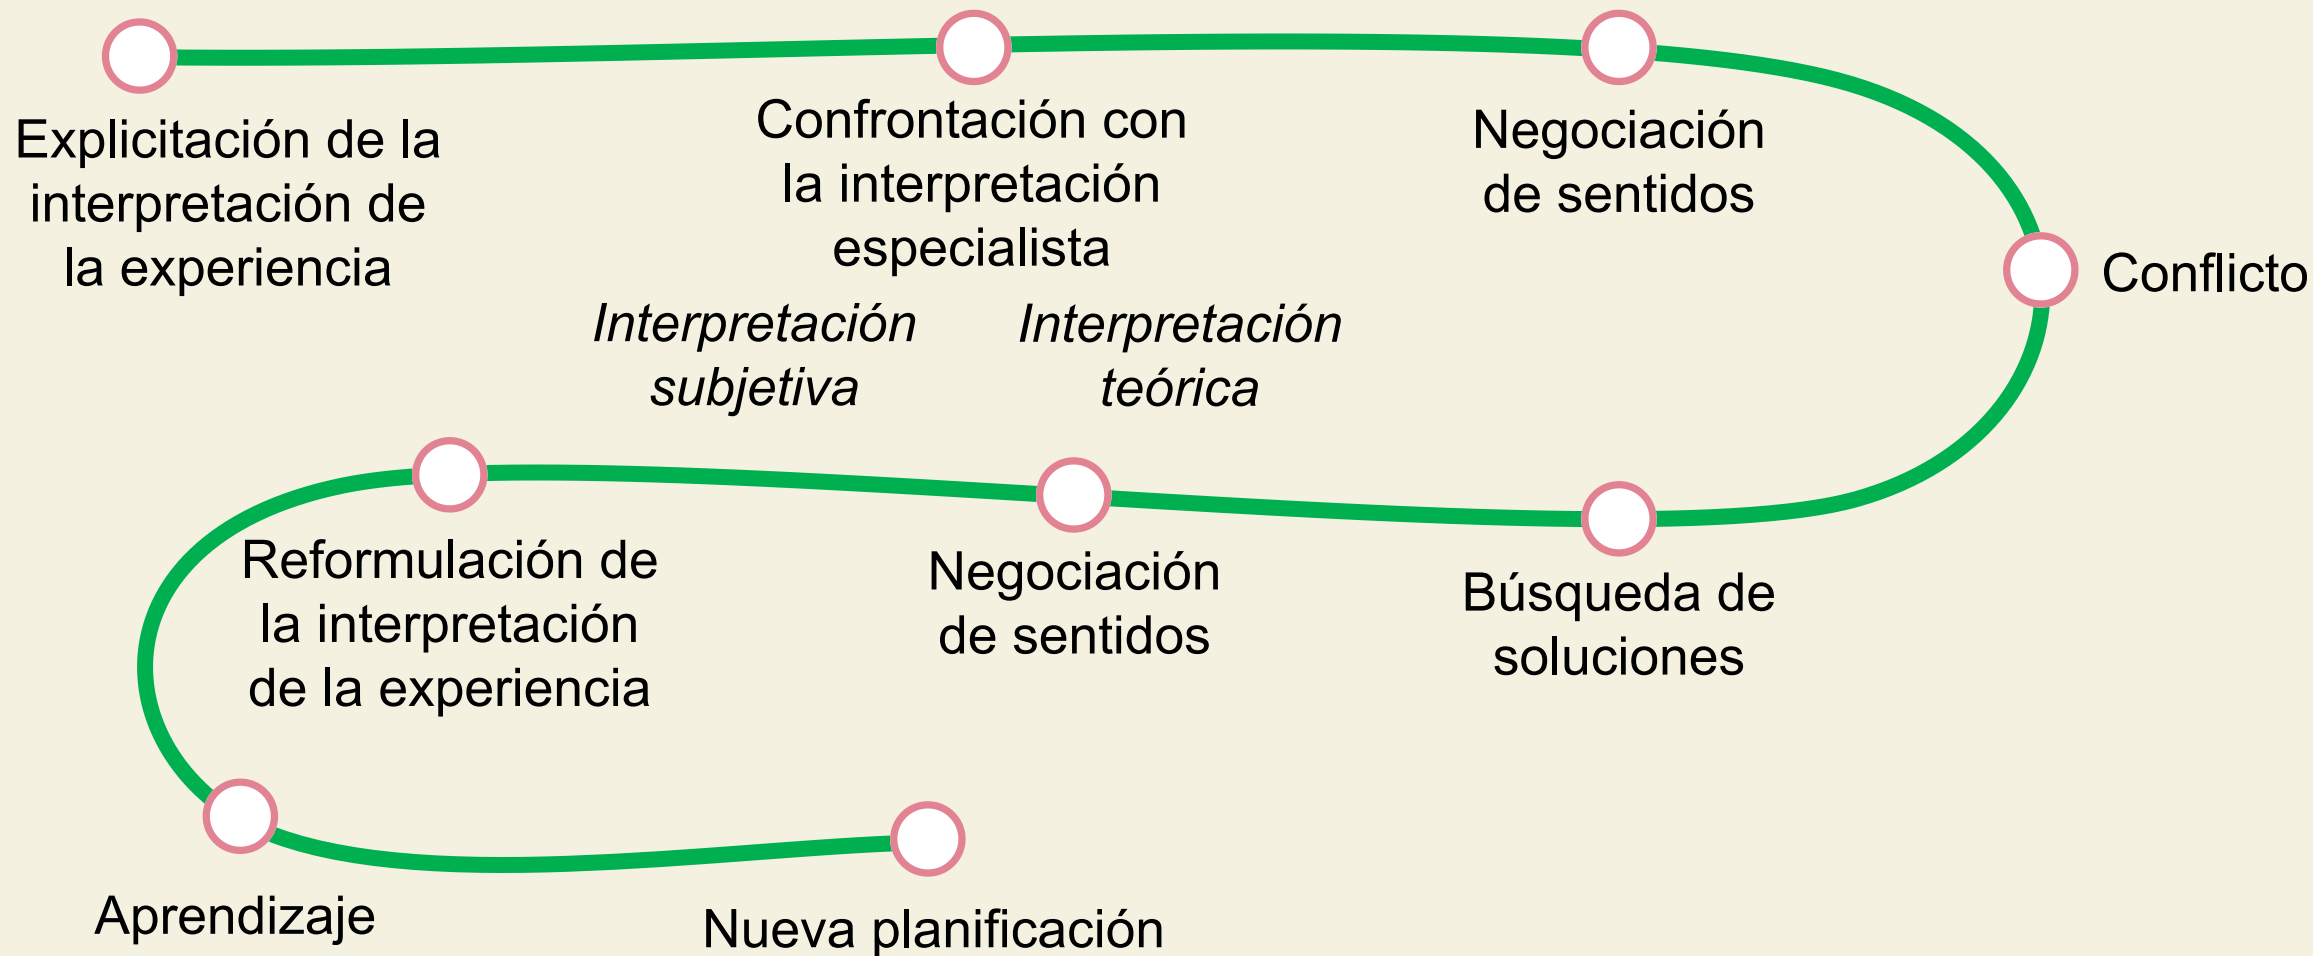 Explicitación de la
interpretación de
la experiencia
Confrontación con
la interpretación
especialista
Interpretación
subjetiva
Interpretación
teórica
Negociación
de sentidos
Conflicto
Búsqueda de
soluciones
Negociación
de sentidos
Reformulación de
la interpretación
de la experiencia
Aprendizaje
Nueva planificación